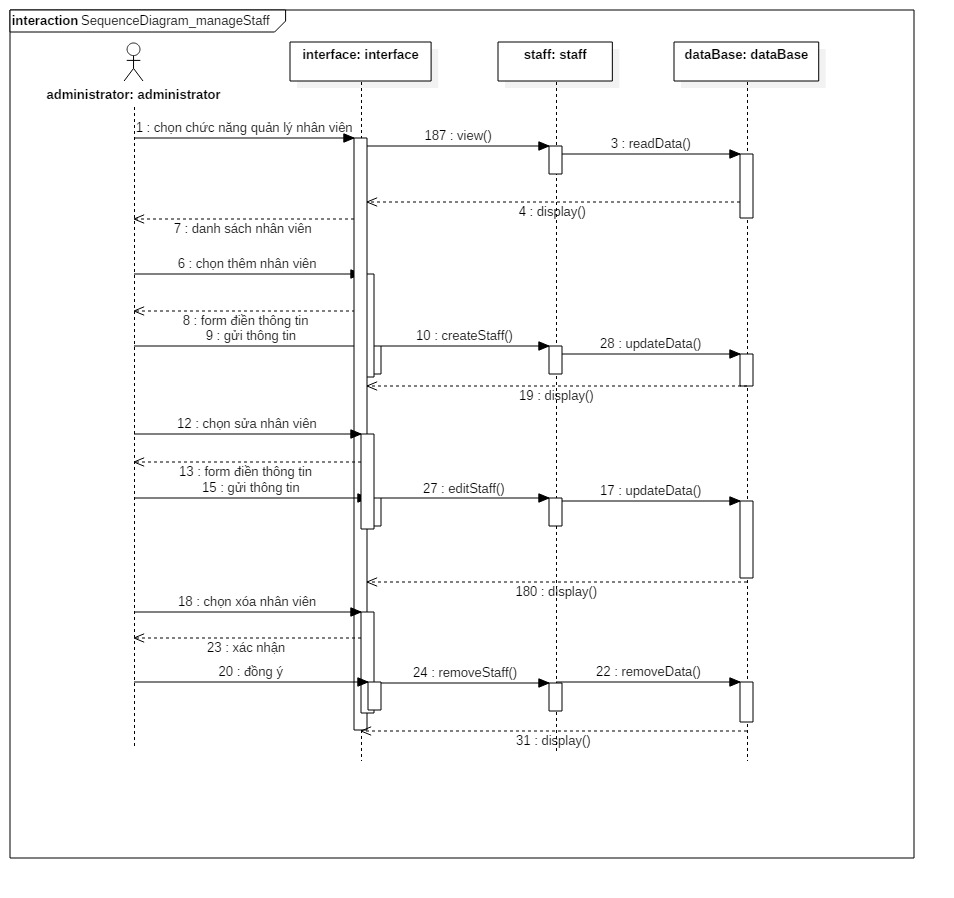 interaction SequenceDiagram_manageStaff
interface: interface
staff: staff
dataBase: dataBase
administrator: administrator
1 : chọn chức năng quản lý nhân viên
187 : view()
3 : readData()
4 : display()
7 : danh sách nhân viên
6 : chọn thêm nhân viên
8 : form điền thông tin
9 : gửi thông tin
10 : createStaff()
28 : updateData()
19 : display()
12 : chọn sửa nhân viên
13 : form điền thông tin
15 : gửi thông tin
27 : editStaff()
17 : updateData()
180 : display()
18 : chọn xóa nhân viên
23 : xác nhận
20 : đồng ý
24 : removeStaff()
22 : removeData()
31 : display()